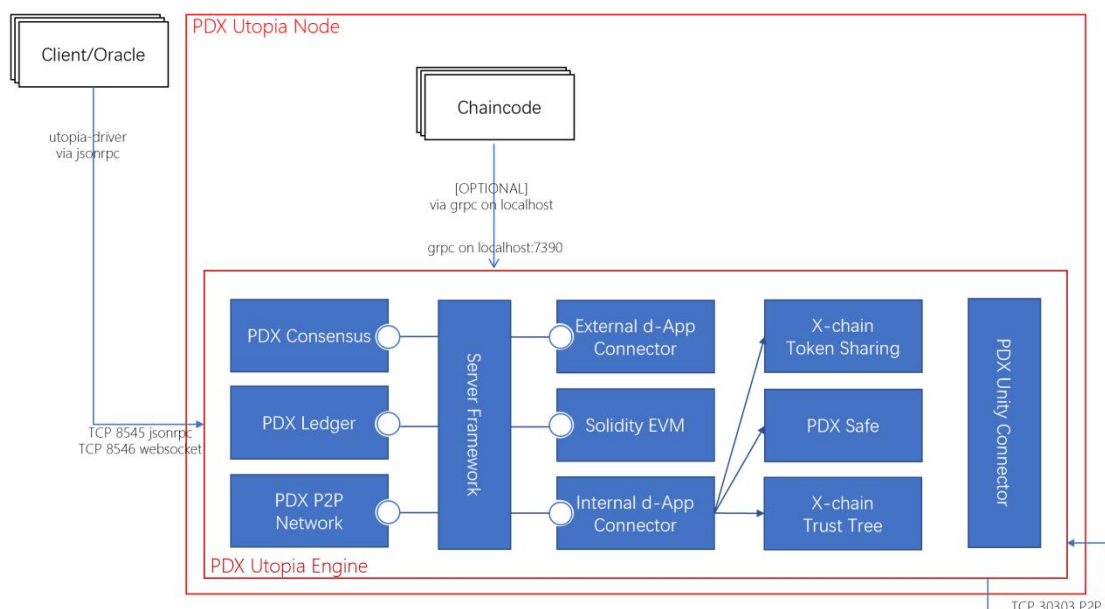 PDX Utopia Node
Client/Oracle
Chaincode
utopia-driver
via jsonrpc
[OPTIONAL]
via grpc on localhost
grpc on localhost:7390
PDX Consensus
External d-App
Connector
X-chain
Token Sharing
Server Framework
PDX Unity Connector
PDX Ledger
Solidity EVM
PDX Safe
TCP 8545 jsonrpc
TCP 8546 websocket
PDX P2P
Network
Internal d-App
Connector
X-chain
Trust Tree
PDX Utopia Engine
TCP 30303 P2P